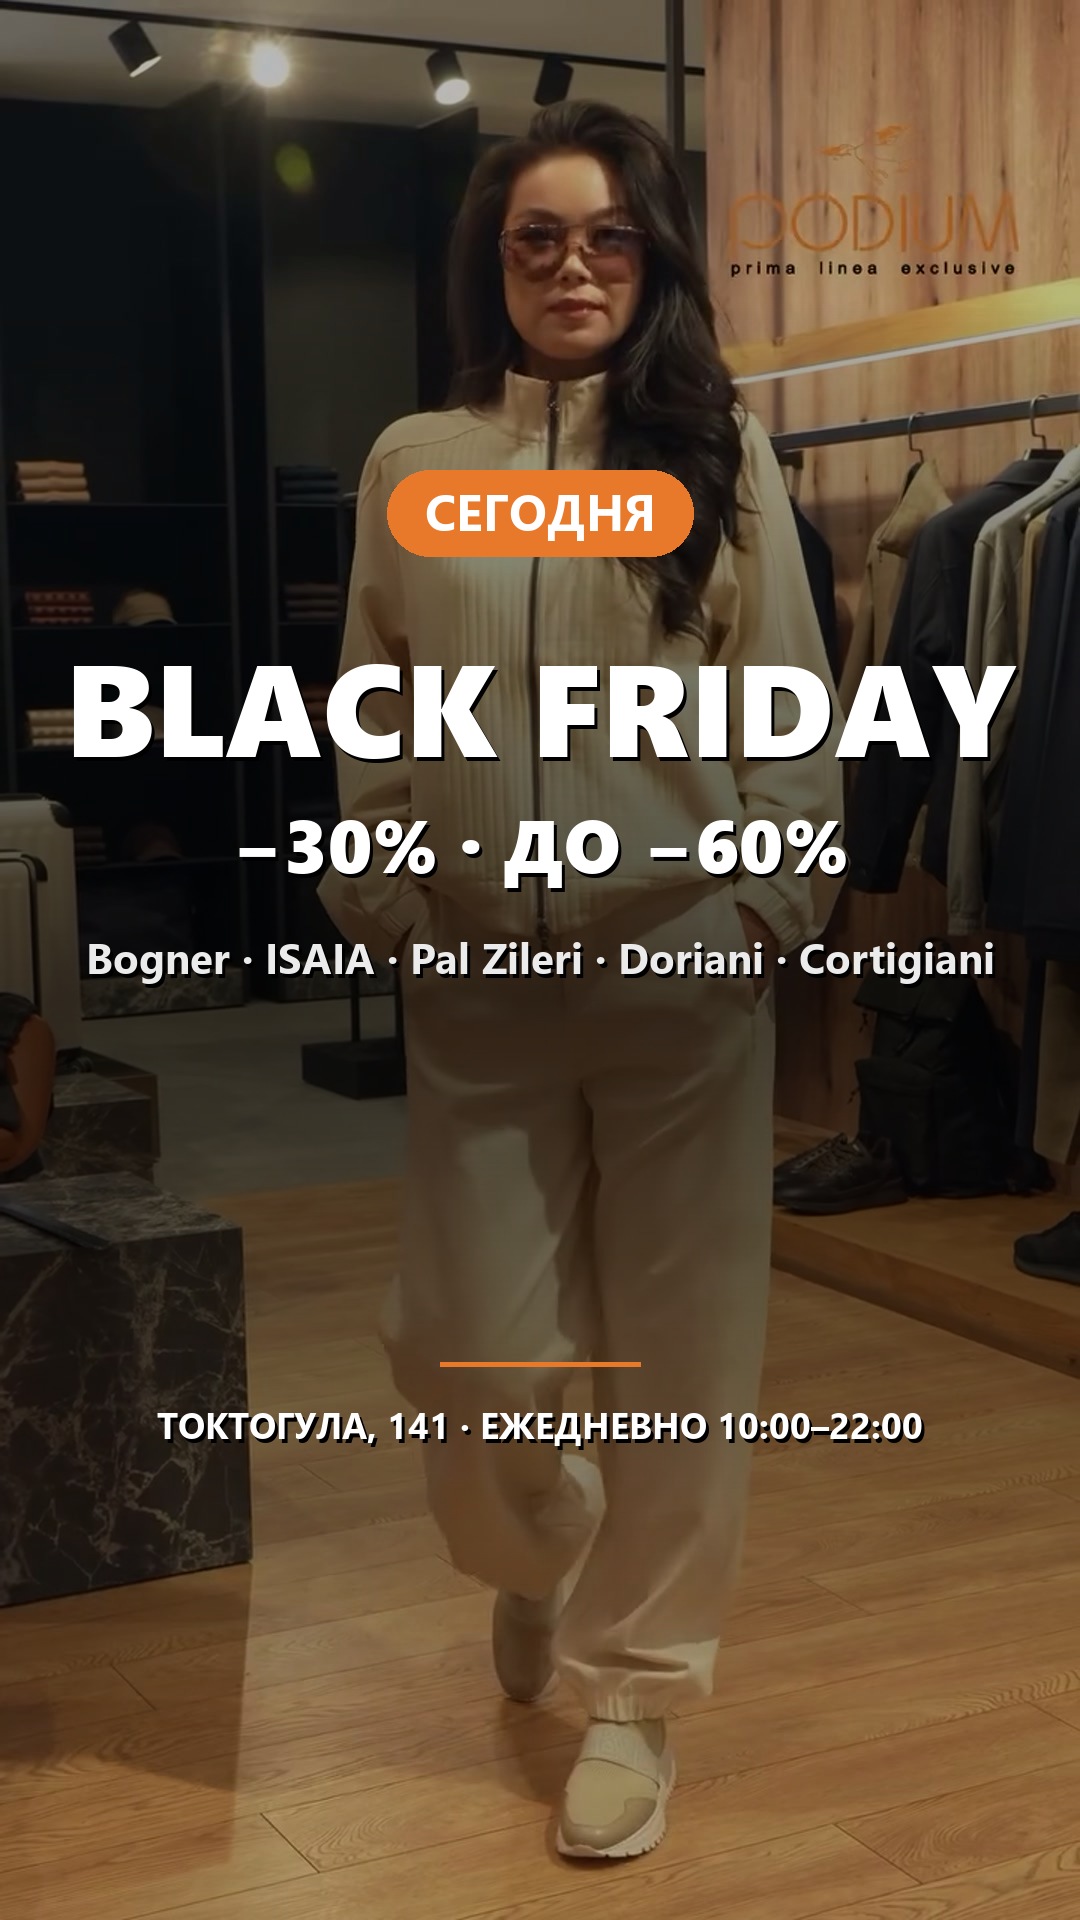 PODIUM
prima linea exclusive
СЕГОДНЯ
BLACK FRIDAY
–30% · ДО –60%
Bogner · ISAIA · Pal Zileri · Doriani · Cortigiani
ТОКТОГУЛА, 141 · ЕЖЕДНЕВНО 10:00–22:00